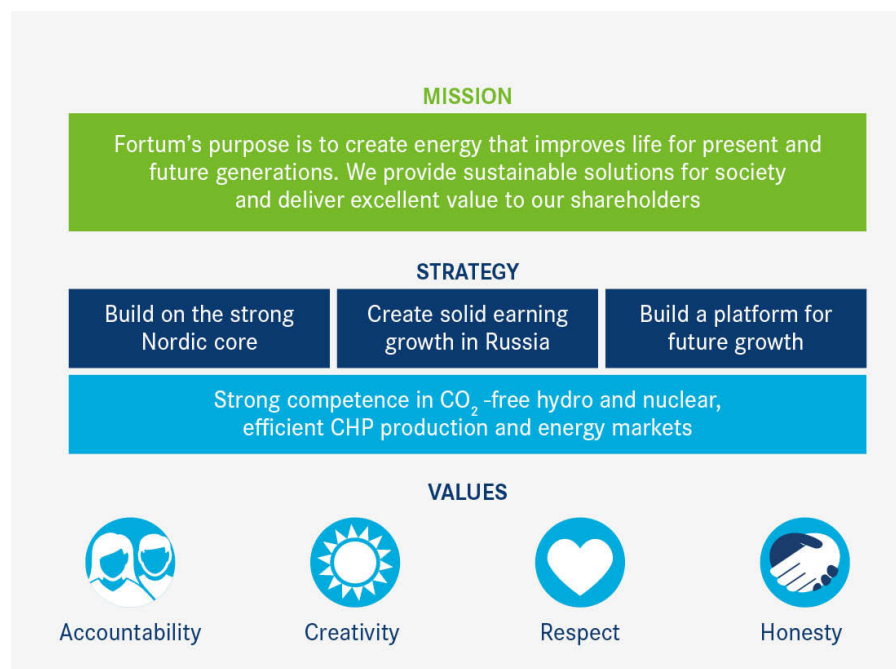 MISSION
Fortum's purpose is to create energy that improves life for present and
future generations. We provide sustainable solutions for society
and deliver excellent value to our shareholders
STRATEGY
Build on the strong
Nordic core
Create solid earning
growth in Russia
Build a platform for
future growth
Strong competence in CO₂ -free hydro and nuclear,
efficient CHP production and energy markets
VALUES
Accountability
Creativity
Respect
Honesty